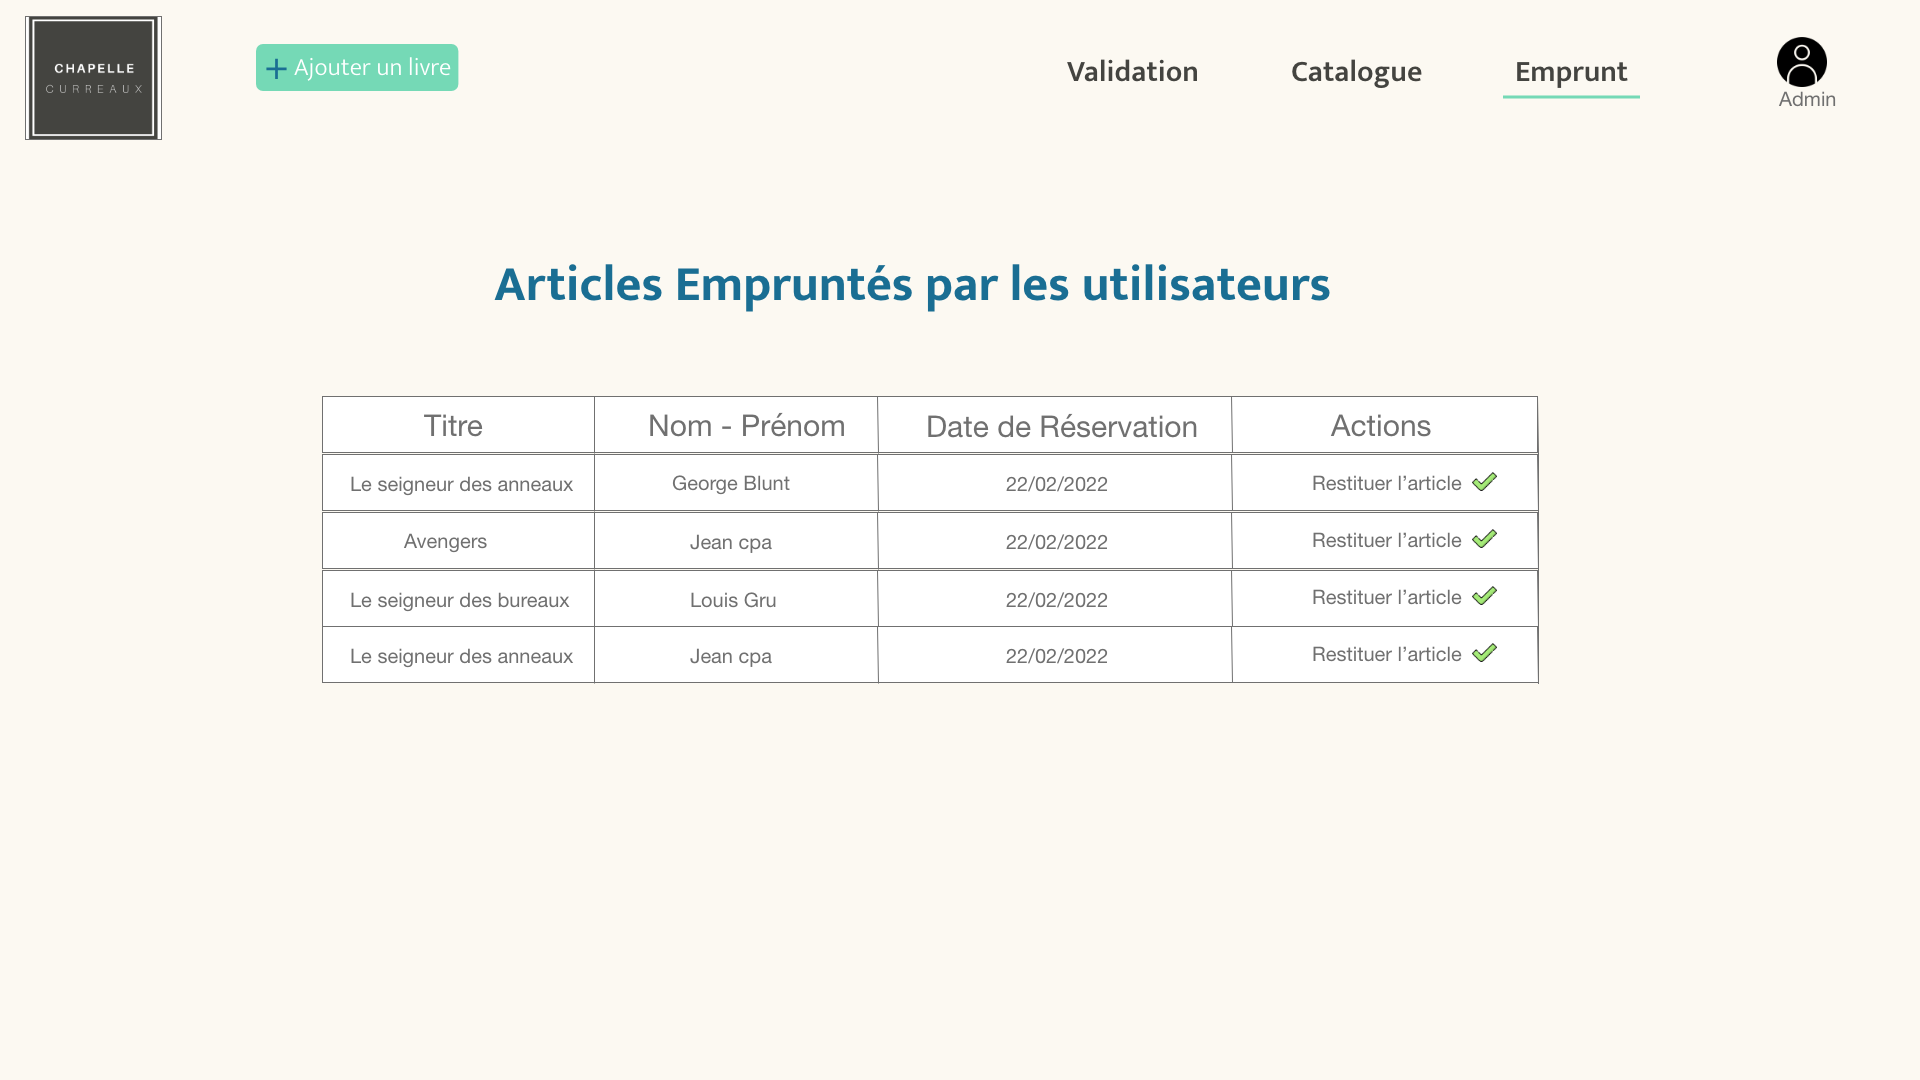 CHAPELLE
CURREAUX
Ajouter un livre
Validation
Catalogue
Emprunt
Admin
Articles Empruntés par les utilisateurs
Titre Nom - Prénom Date de Réservation Actions
Le seigneur des anneaux George Blunt 22/02/2022 Restituer l’article
Avengers Jean cpa 22/02/2022 Restituer l’article
Le seigneur des bureaux Louis Gru 22/02/2022 Restituer l’article
Le seigneur des anneaux Jean cpa 22/02/2022 Restituer l’article